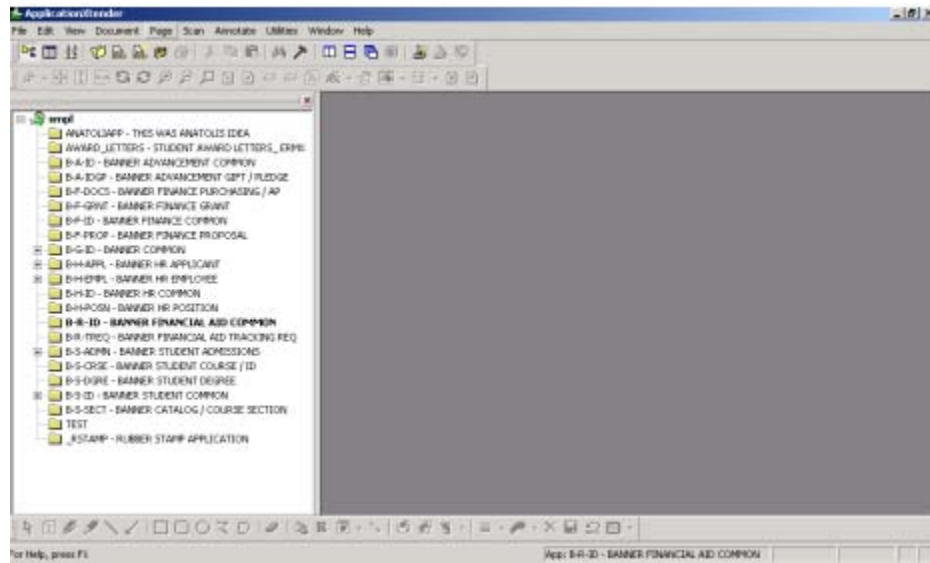 ApplicationXtender
File Edit View Document Page Scan Annotate Utilities Window Help
empl
ANATOLIAPP - THIS WAS ANATOLIS IDEA
AWARD_LETTERS - STUDENT AWARD LETTERS_ERMS
B-A-ID - BANNER ADVANCEMENT COMMON
B-A-IDGP - BANNER ADVANCEMENT GIFT / PLEDGE
B-F-DOCS - BANNER FINANCE PURCHASING / AP
B-F-GRNT - BANNER FINANCE GRANT
B-F-ID - BANNER FINANCE COMMON
B-F-PROP - BANNER FINANCE PROPOSAL
B-G-ID - BANNER COMMON
B-H-APPL - BANNER HR APPLICANT
B-H-EMPL - BANNER HR EMPLOYEE
B-H-ID - BANNER HR COMMON
B-H-POSN - BANNER HR POSITION
B-R-ID - BANNER FINANCIAL AID COMMON
B-R-TREQ - BANNER FINANCIAL AID TRACKING REQ
B-S-ADMN - BANNER STUDENT ADMISSIONS
B-S-CRSE - BANNER STUDENT COURSE / ID
B-S-DGRE - BANNER STUDENT DEGREE
B-S-ID - BANNER STUDENT COMMON
B-S-SECT - BANNER CATALOG / COURSE SECTION
TEST
_RSTAMP - RUBBER STAMP APPLICATION
For Help, press F1
App: B-R-ID - BANNER FINANCIAL AID COMMON